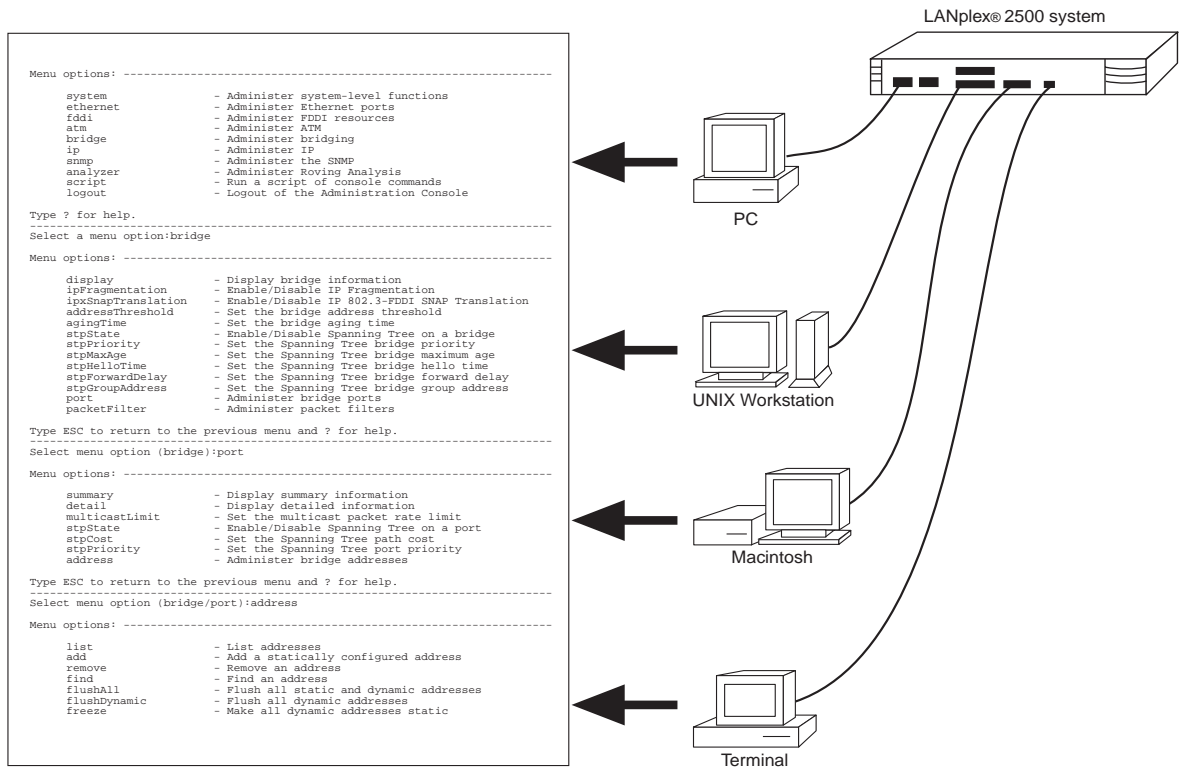 LANplex® 2500 system
Menu options: --------------------------------------------------------------
system - Administer system-level functions
ethernet - Administer Ethernet ports
fddi - Administer FDDI resources
atm - Administer ATM
bridge - Administer bridging
ip - Administer IP
snmp - Administer the SNMP
analyzer - Administer Roving Analysis
script - Run a script of console commands
logout - Logout of the Administration Console
Type ? for help.
--------------------------------------------------------------
Select a menu option:bridge
Menu options: --------------------------------------------------------------
display - Display bridge information
ipFragmentation - Enable/Disable IP Fragmentation
ipxSnapTranslation - Enable/Disable IP 802.3-FDDI SNAP Translation
addressThreshold - Set the bridge address threshold
agingTime - Set the bridge aging time
stpState - Enable/Disable Spanning Tree on a bridge
stpPriority - Set the Spanning Tree bridge priority
stpMaxAge - Set the Spanning Tree bridge maximum age
stpHelloTime - Set the Spanning Tree bridge hello time
stpForwardDelay - Set the Spanning Tree bridge forward delay
stpGroupAddress - Set the Spanning Tree bridge group address
port - Administer bridge ports
packetFilter - Administer packet filters
Type ESC to return to the previous menu and ? for help.
--------------------------------------------------------------
Select menu option (bridge):port
Menu options: --------------------------------------------------------------
summary - Display summary information
detail - Display detailed information
multicastLimit - Set the multicast packet rate limit
stpState - Enable/Disable Spanning Tree on a port
stpCost - Set the Spanning Tree path cost
stpPriority - Set the Spanning Tree port priority
address - Administer bridge addresses
Type ESC to return to the previous menu and ? for help.
--------------------------------------------------------------
Select menu option (bridge/port):address
Menu options: --------------------------------------------------------------
list - List addresses
add - Add a statically configured address
remove - Remove an address
find - Find an address
flushAll - Flush all static and dynamic addresses
flushDynamic - Flush all dynamic addresses
freeze - Make all dynamic addresses static
PC
UNIX Workstation
Macintosh
Terminal